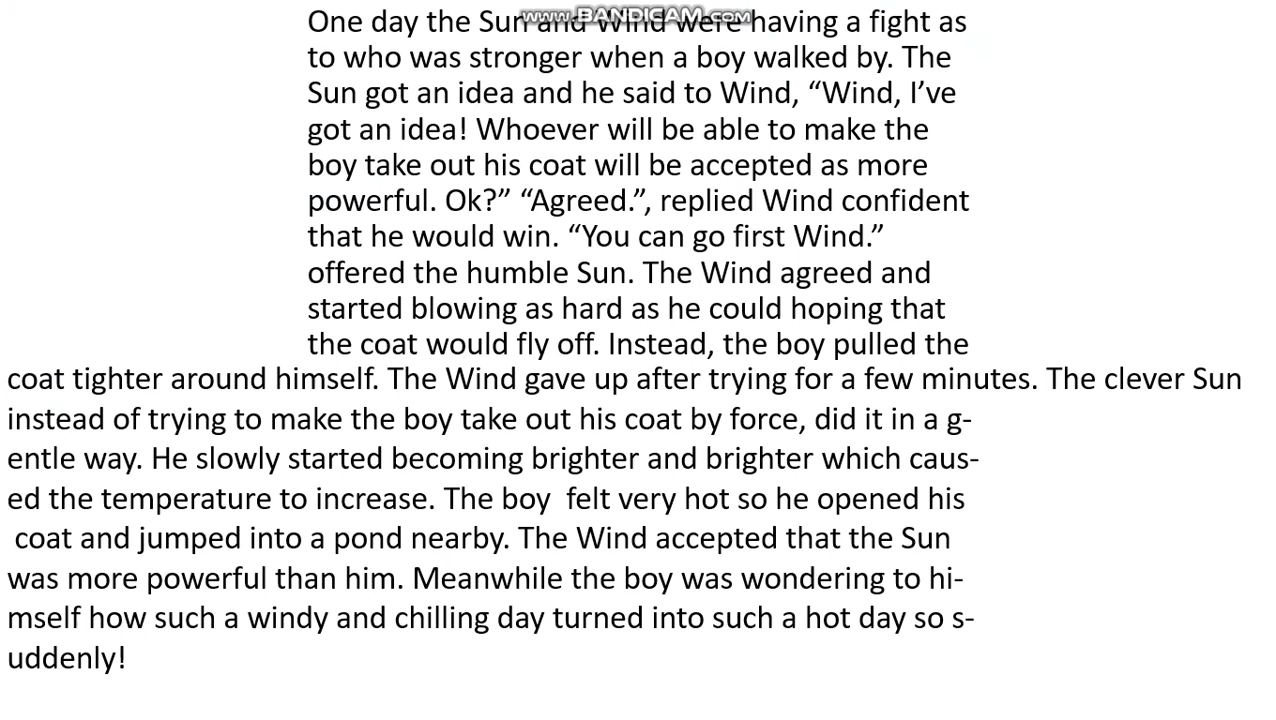 www.BANDICAM.com
One day the Sun and Wind were having a fight as
to who was stronger when a boy walked by. The
Sun got an idea and he said to Wind, “Wind, I’ve
got an idea! Whoever will be able to make the
boy take out his coat will be accepted as more
powerful. Ok?” “Agreed.”, replied Wind confident
that he would win. “You can go first Wind.”
offered the humble Sun. The Wind agreed and
started blowing as hard as he could hoping that
the coat would fly off. Instead, the boy pulled the
coat tighter around himself. The Wind gave up after trying for a few minutes. The clever Sun
instead of trying to make the boy take out his coat by force, did it in a g-
entle way. He slowly started becoming brighter and brighter which caus-
ed the temperature to increase. The boy  felt very hot so he opened his
coat and jumped into a pond nearby. The Wind accepted that the Sun
was more powerful than him. Meanwhile the boy was wondering to hi-
mself how such a windy and chilling day turned into such a hot day so s-
uddenly!